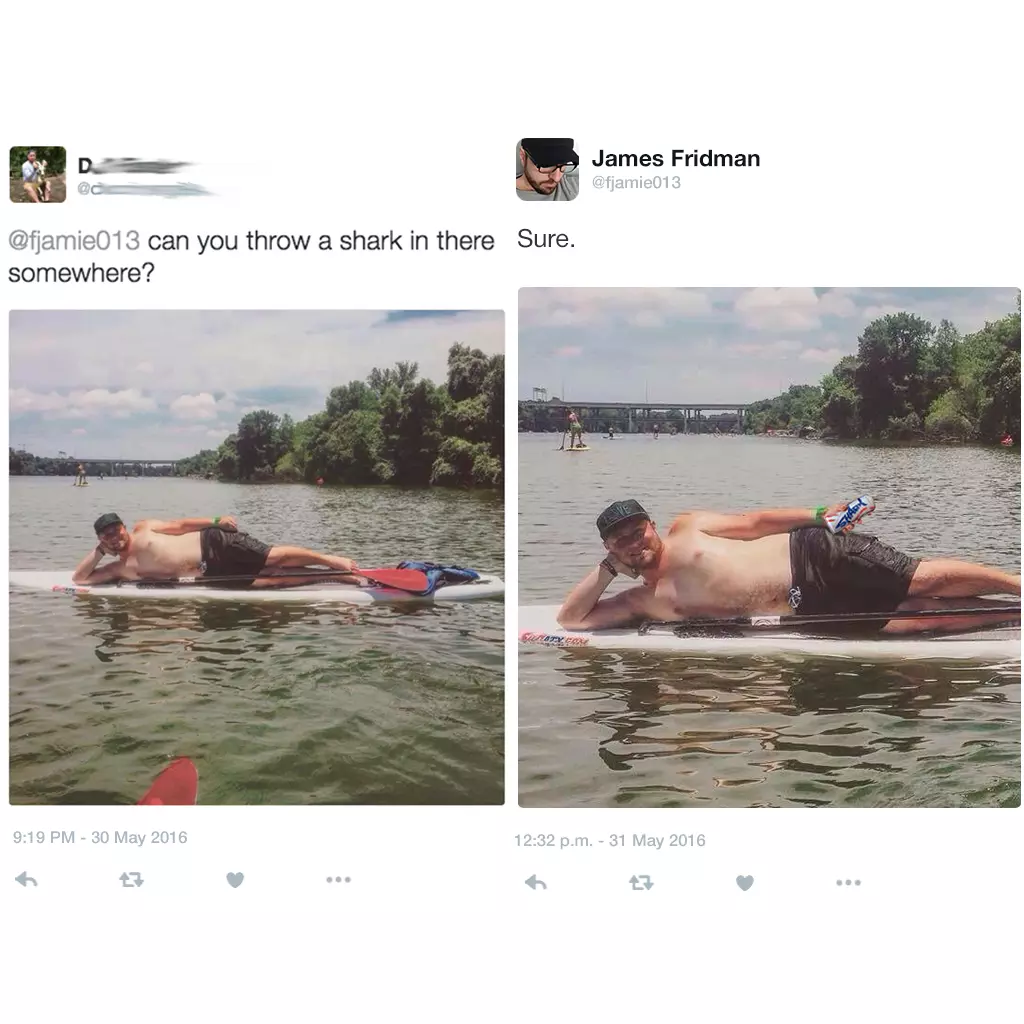 D
@c
@fjamie013 can you throw a shark in there
somewhere?
9:19 PM - 30 May 2016
James Fridman
@fjamie013
Sure.
12:32 p.m. - 31 May 2016